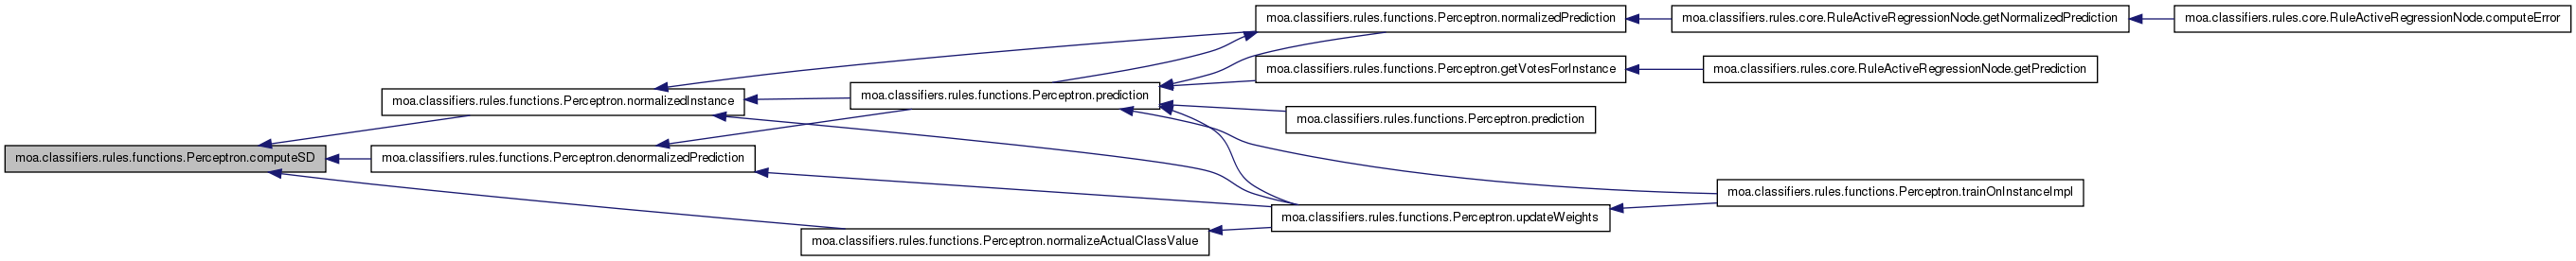 moa.classifiers.rules.functions.Perceptron.computeSD
moa.classifiers.rules.functions.Perceptron.normalizedInstance
moa.classifiers.rules.functions.Perceptron.denormalizedPrediction
moa.classifiers.rules.functions.Perceptron.normalizeActualClassValue
moa.classifiers.rules.functions.Perceptron.prediction
moa.classifiers.rules.functions.Perceptron.normalizedPrediction
moa.classifiers.rules.functions.Perceptron.getVotesForInstance
moa.classifiers.rules.functions.Perceptron.prediction
moa.classifiers.rules.functions.Perceptron.updateWeights
moa.classifiers.rules.core.RuleActiveRegressionNode.getNormalizedPrediction
moa.classifiers.rules.core.RuleActiveRegressionNode.getPrediction
moa.classifiers.rules.functions.Perceptron.trainOnInstanceImpl
moa.classifiers.rules.core.RuleActiveRegressionNode.computeError